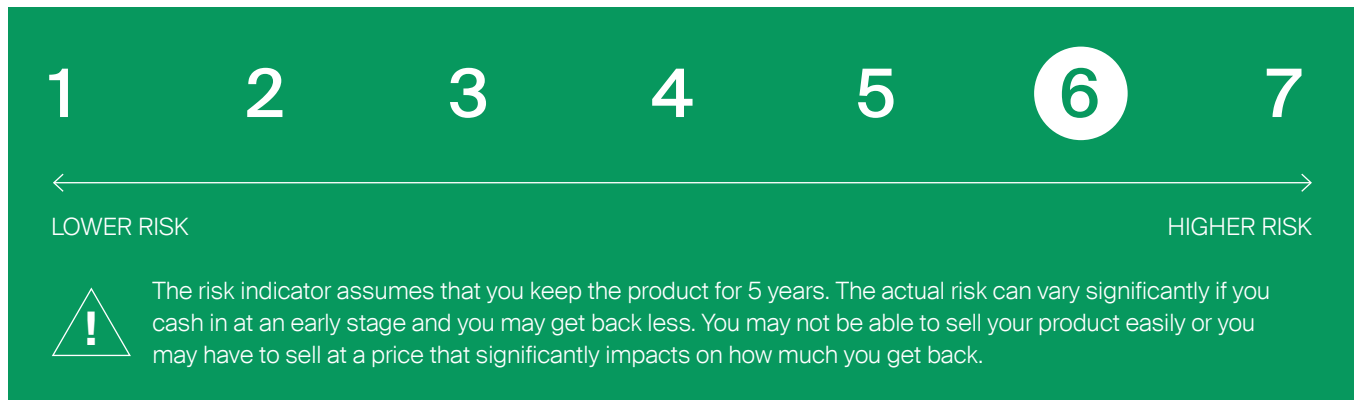 1 2 3 4 5 6 7
LOWER RISK HIGHER RISK
!
The risk indicator assumes that you keep the product for 5 years. The actual risk can vary significantly if you
cash in at an early stage and you may get back less. You may not be able to sell your product easily or you
may have to sell at a price that significantly impacts on how much you get back.